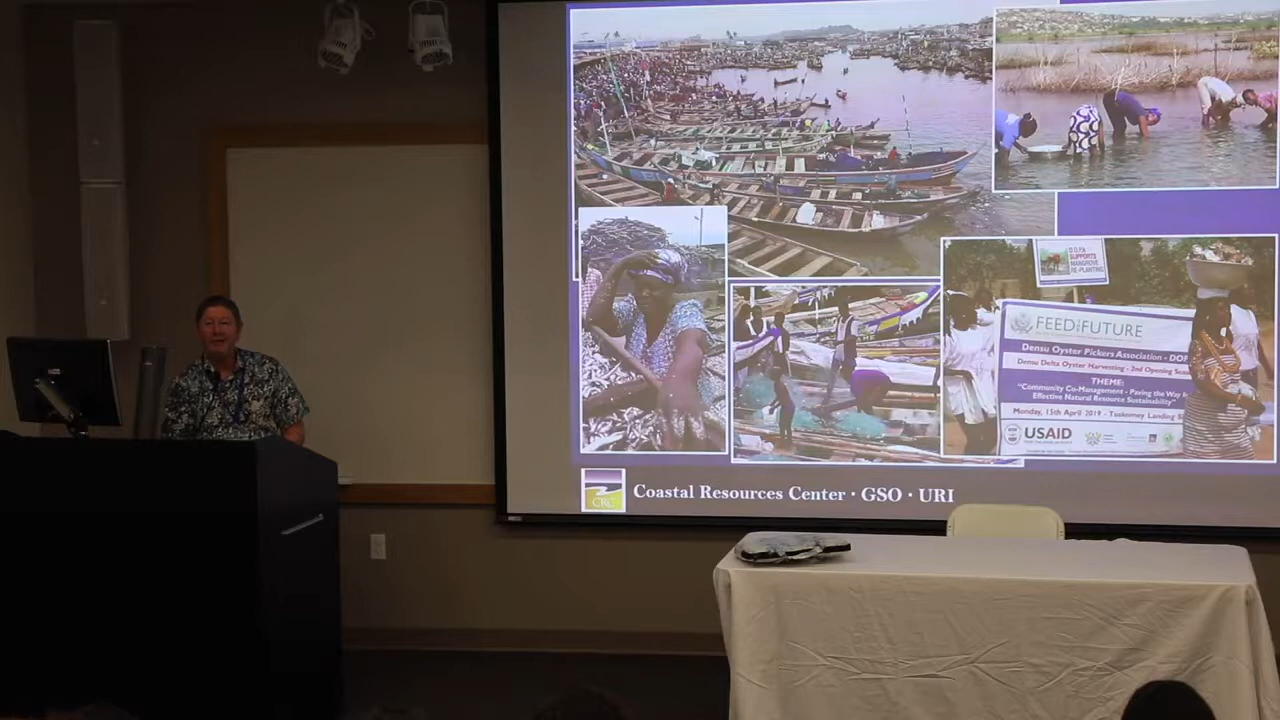 D.O.P.A
SUPPORTS
MANGROVE
RE-PLANTING
FEED THE FUTURE
Densu Oyster Pickers Association - DOP
Densu Delta Oyster Harvesting - 2nd Opening Seas
THEME:
"Community Co-Management - Paving the Way
Effective Natural Resource Sustainability"
Monday, 15th April 2019 - Tsokomey Landing
USAID
CRC
Coastal Resources Center · GSO · URI